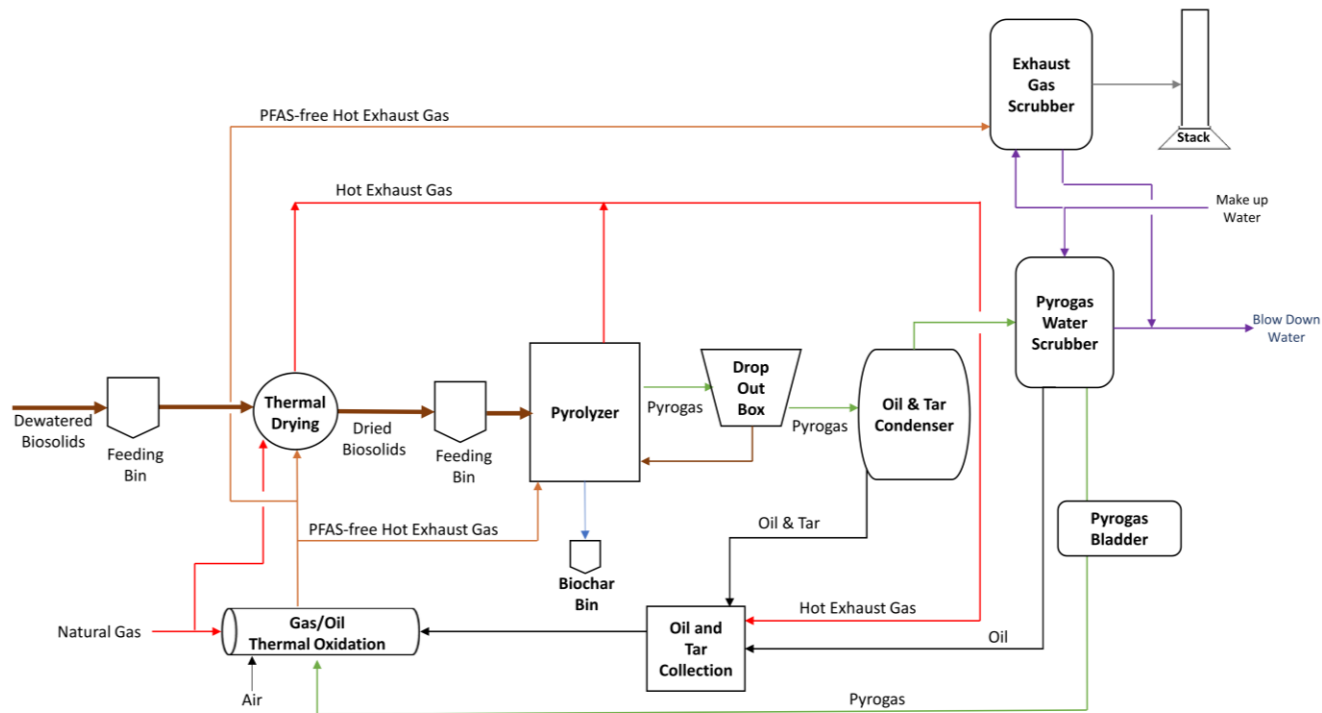 Exhaust
Gas
Scrubber
Stack
PFAS-free Hot Exhaust Gas
Hot Exhaust Gas
Make up
Water
Pyrogas
Water
Scrubber
Blow Down
Water
Dewatered
Biosolids
Feeding
Bin
Thermal
Drying
Dried
Biosolids
Feeding
Bin
Pyrolyzer
Pyrogas
Drop
Out
Box
Pyrogas
Oil & Tar
Condenser
PFAS-free Hot Exhaust Gas
Oil & Tar
Pyrogas
Bladder
Biochar
Bin
Natural Gas
Gas/Oil
Thermal Oxidation
Air
Oil and
Tar
Collection
Hot Exhaust Gas
Oil
Pyrogas